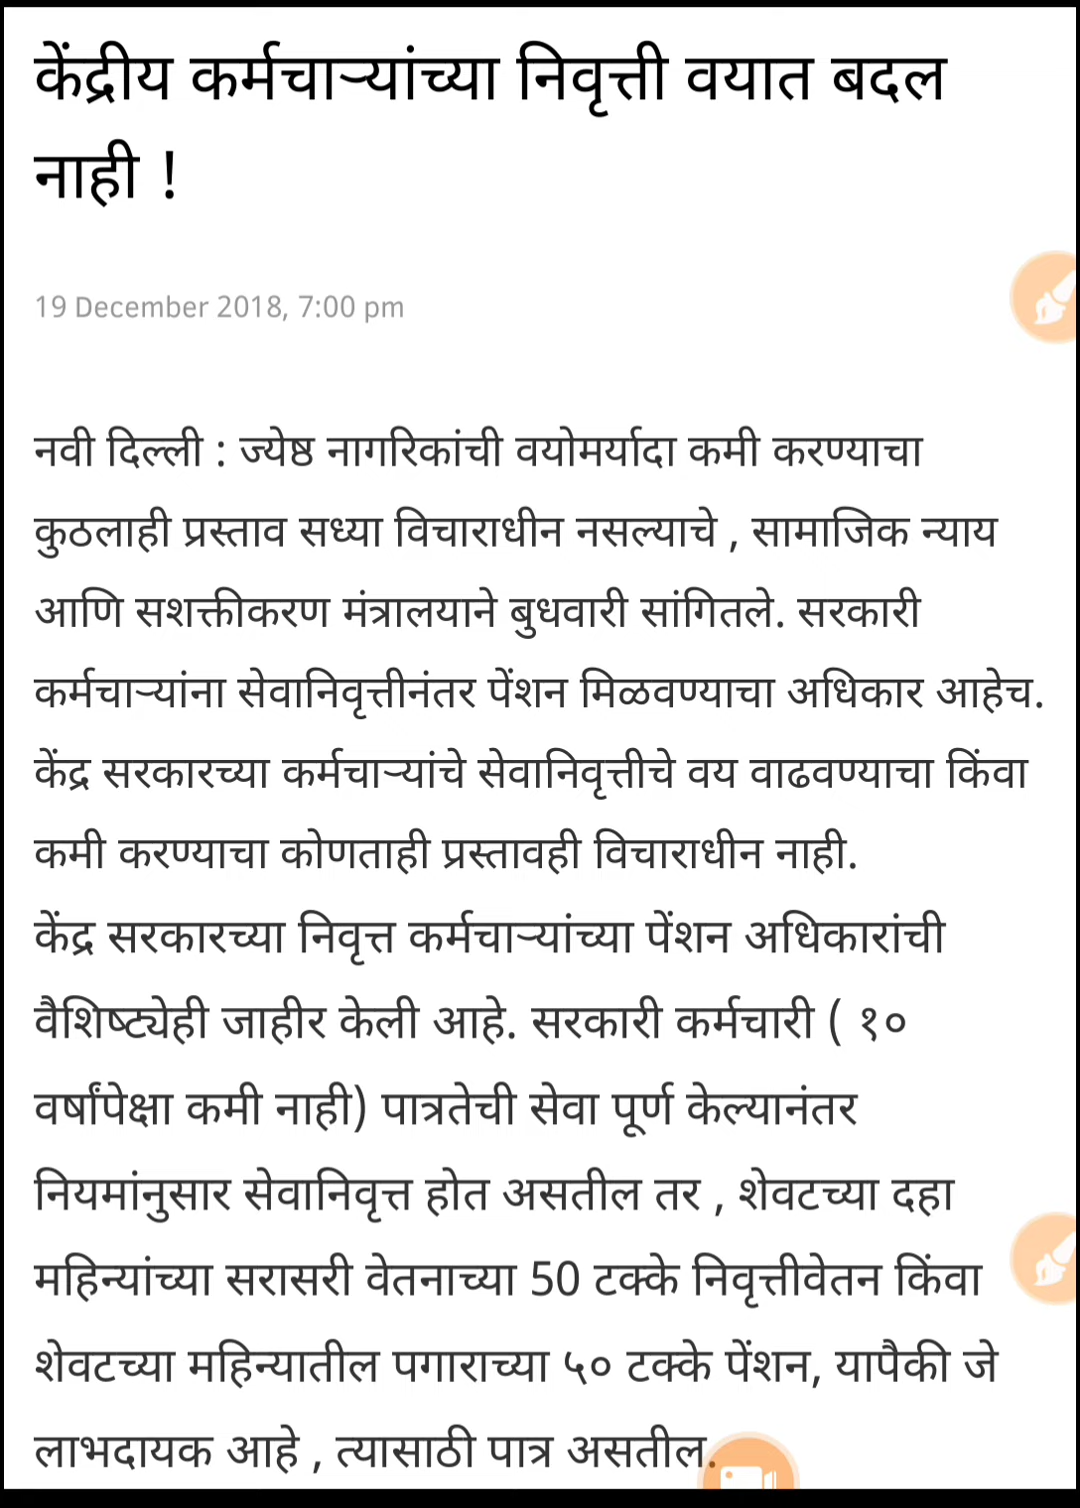 केंद्रीय कर्मचाऱ्यांच्या निवृत्ती वयात बदल
नाही !
19 December 2018, 7:00 pm
नवी दिल्ली : ज्येष्ठ नागरिकांची वयोमर्यादा कमी करण्याचा
कुठलाही प्रस्ताव सध्या विचाराधीन नसल्याचे , सामाजिक न्याय
आणि सशक्तीकरण मंत्रालयाने बुधवारी सांगितले. सरकारी
कर्मचाऱ्यांना सेवानिवृत्तीनंतर पेंशन मिळवण्याचा अधिकार आहेच.
केंद्र सरकारच्या कर्मचाऱ्यांचे सेवानिवृत्तीचे वय वाढवण्याचा किंवा
कमी करण्याचा कोणताही प्रस्तावही विचाराधीन नाही.
केंद्र सरकारच्या निवृत्त कर्मचाऱ्यांच्या पेंशन अधिकारांची
वैशिष्ट्येही जाहीर केली आहे. सरकारी कर्मचारी ( १०
वर्षांपेक्षा कमी नाही) पात्रतेची सेवा पूर्ण केल्यानंतर
नियमांनुसार सेवानिवृत्त होत असतील तर , शेवटच्या दहा
महिन्यांच्या सरासरी वेतनाच्या 50 टक्के निवृत्तीवेतन किंवा
शेवटच्या महिन्यातील पगाराच्या ५० टक्के पेंशन, यापैकी जे
लाभदायक आहे , त्यासाठी पात्र असतील.